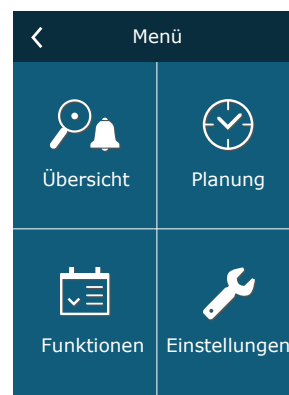 Menü
Übersicht
Planung
Funktionen
Einstellungen